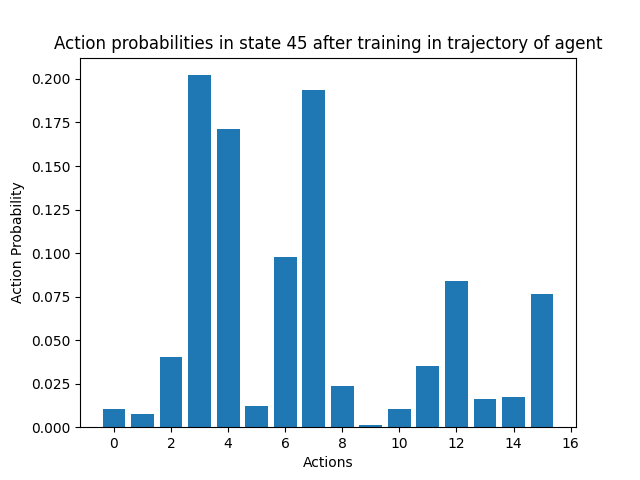 Action probabilities in state 45 after training in trajectory of agent
0.200
0.175
0.150
0.125
0.100
0.075
0.050
0.025
0.000
Action Probability
0 2 4 6 8 10 12 14 16
Actions